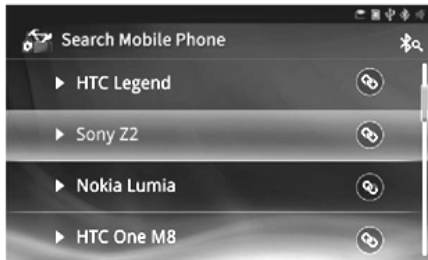 Search Mobile Phone
HTC Legend
Sony Z2
Nokia Lumia
HTC One M8